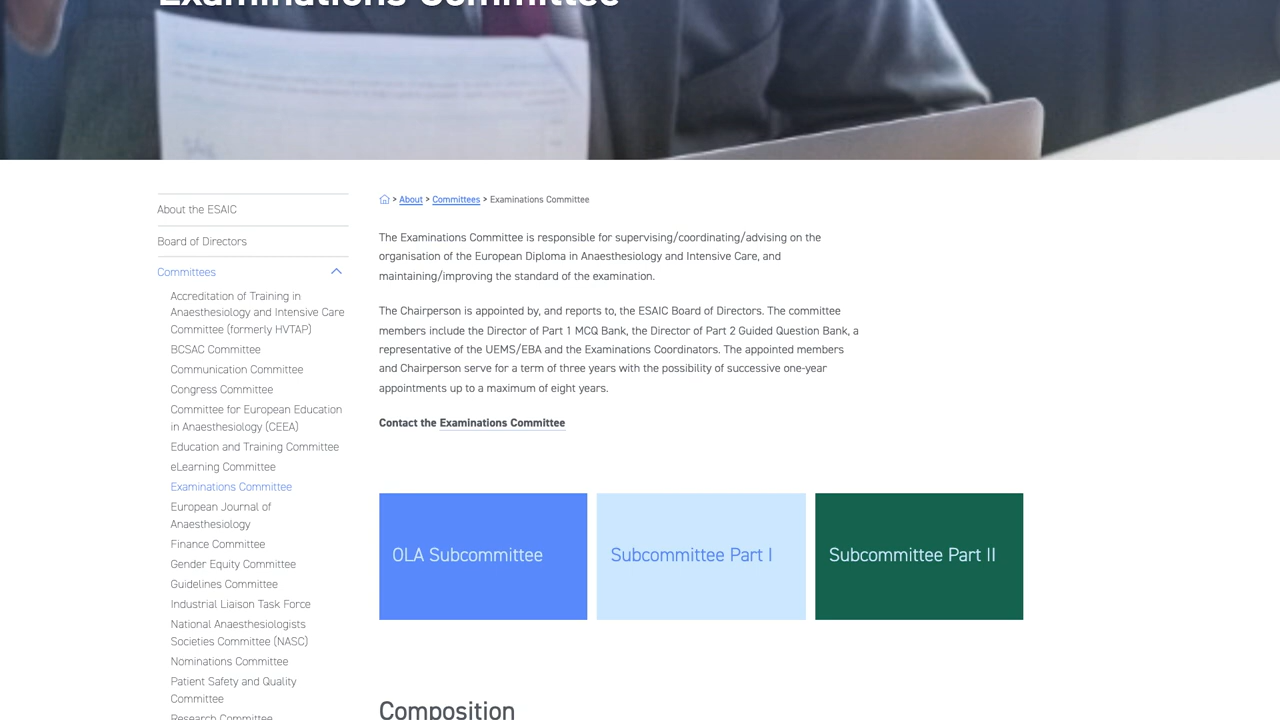 Examinations Committee
About the ESAIC
Board of Directors
Committees
Accreditation of Training in
Anaesthesiology and Intensive Care
Committee (formerly HVTAP)
BCSAC Committee
Communication Committee
Congress Committee
Committee for European Education
in Anaesthesiology (CEEA)
Education and Training Committee
eLearning Committee
Examinations Committee
European Journal of
Anaesthesiology
Finance Committee
Gender Equity Committee
Guidelines Committee
Industrial Liaison Task Force
National Anaesthesiologists
Societies Committee (NASC)
Nominations Committee
Patient Safety and Quality
Committee
Research Committee
> About > Committees > Examinations Committee
The Examinations Committee is responsible for supervising/coordinating/advising on the
organisation of the European Diploma in Anaesthesiology and Intensive Care, and
maintaining/improving the standard of the examination.
The Chairperson is appointed by, and reports to, the ESAIC Board of Directors. The committee
members include the Director of Part 1 MCQ Bank, the Director of Part 2 Guided Question Bank, a
representative of the UEMS/EBA and the Examinations Coordinators. The appointed members
and Chairperson serve for a term of three years with the possibility of successive one-year
appointments up to a maximum of eight years.
Contact the Examinations Committee
OLA Subcommittee
Subcommittee Part I
Subcommittee Part II
Composition